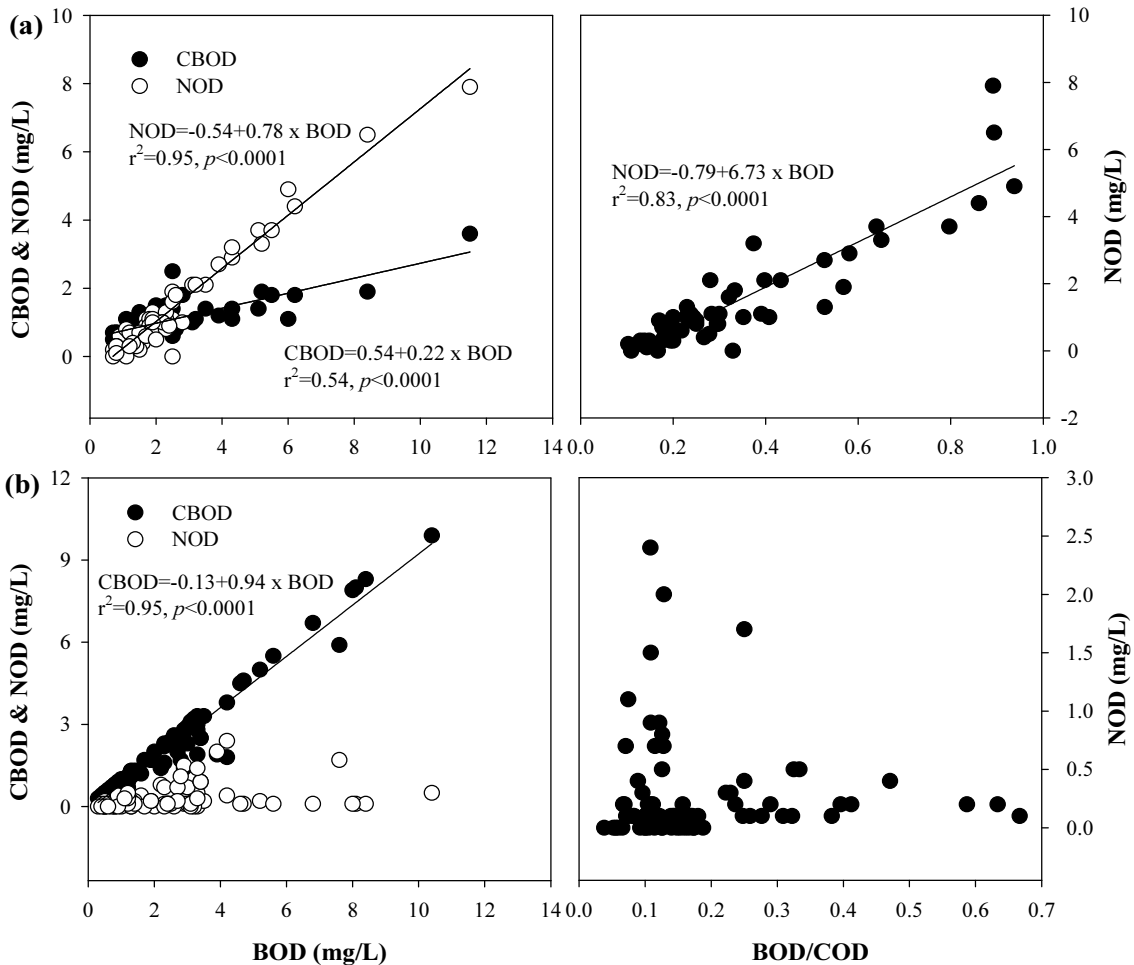 (a)
10
8
6
4
2
0
CBOD & NOD (mg/L)
CBOD
NOD
NOD=-0.54+0.78 x BOD
r²=0.95, p<0.0001
CBOD=0.54+0.22 x BOD
r²=0.54, p<0.0001
0 2 4 6 8 10 12 14
NOD=-0.79+6.73 x BOD
r²=0.83, p<0.0001
10
8
6
4
2
0
-2
NOD (mg/L)
0.0 0.2 0.4 0.6 0.8 1.0
(b)
12
9
6
3
0
CBOD & NOD (mg/L)
CBOD
NOD
CBOD=-0.13+0.94 x BOD
r²=0.95, p<0.0001
0 2 4 6 8 10 12 14
BOD (mg/L)
3.0
2.5
2.0
1.5
1.0
0.5
0.0
NOD (mg/L)
0.0 0.1 0.2 0.3 0.4 0.5 0.6 0.7
BOD/COD